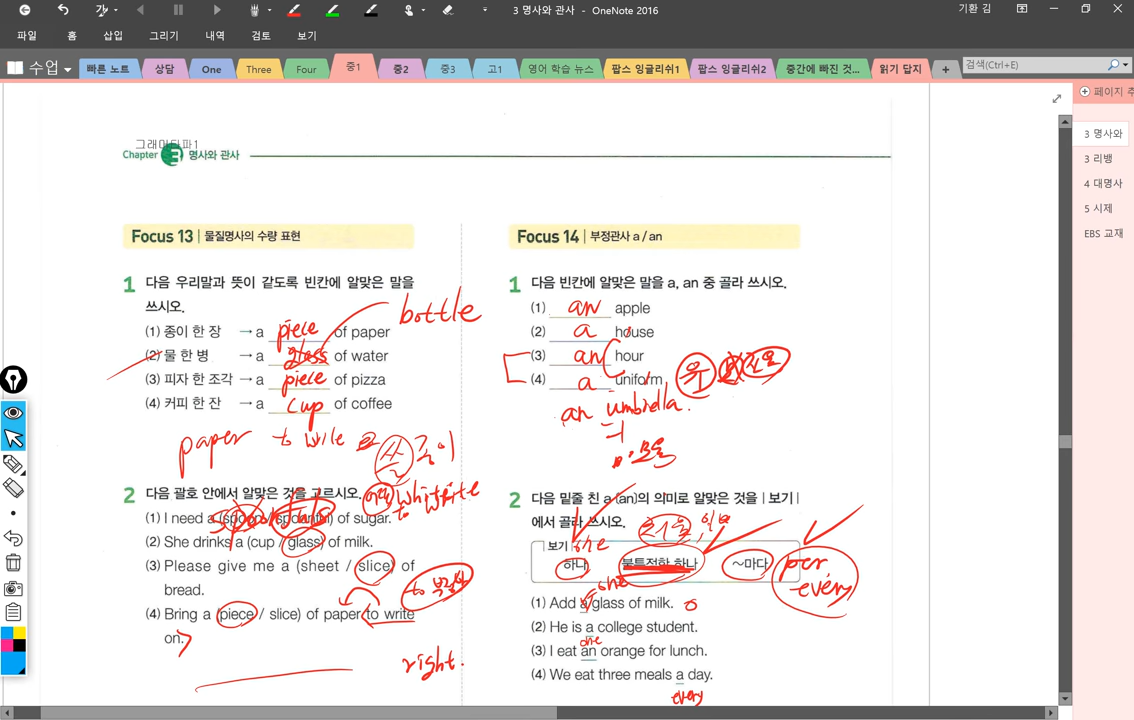 3 명사와 관사 - OneNote 2016
기환 김
파일 홈 삽입 그리기 내역 검토 보기
수업 빠른 노트 상담 One Three Four 중1 중2 중3 고1 영어 학습 뉴스 팝스 잉글리쉬1 팝스 잉글리쉬2 중간에 빠진 것... 읽기 답지 + 검색(Ctrl+E)
페이지 추
3 명사와
3 리뱅
4 대명사
5 시제
EBS 교재
그래머타파1
Chapter 3 명사와 관사
Focus 13 | 물질명사의 수량 표현
1 다음 우리말과 뜻이 같도록 빈칸에 알맞은 말을
쓰시오.
bottle
(1) 종이 한 장 → a piece of paper
(2) 물 한 병 → a glass of water
(3) 피자 한 조각 → a piece of pizza
(4) 커피 한 잔 → a cup of coffee
paper to write 쓸 종이
2 다음 괄호 안에서 알맞은 것을 고르시오.
(1) I need a (spoon / spoonful) of sugar.
(2) She drinks a (cup / glass) of milk.
(3) Please give me a (sheet / slice) of
bread.
to 부정사
(4) Bring a (piece / slice) of paper to write
on.
right.
Focus 14 | 부정관사 a / an
1 다음 빈칸에 알맞은 말을 a, an 중 골라 쓰시오.
(1) an apple
(2) a house
(3) an hour
(4) a uniform
an umbrella.
2 다음 밑줄 친 a (an)의 의미로 알맞은 것을 | 보기 |
에서 골라 쓰시오.
보기
하나 불특정한 하나 ~마다
per,
every
one
(1) Add a glass of milk.
(2) He is a college student.
one
(3) I eat an orange for lunch.
(4) We eat three meals a day.
every